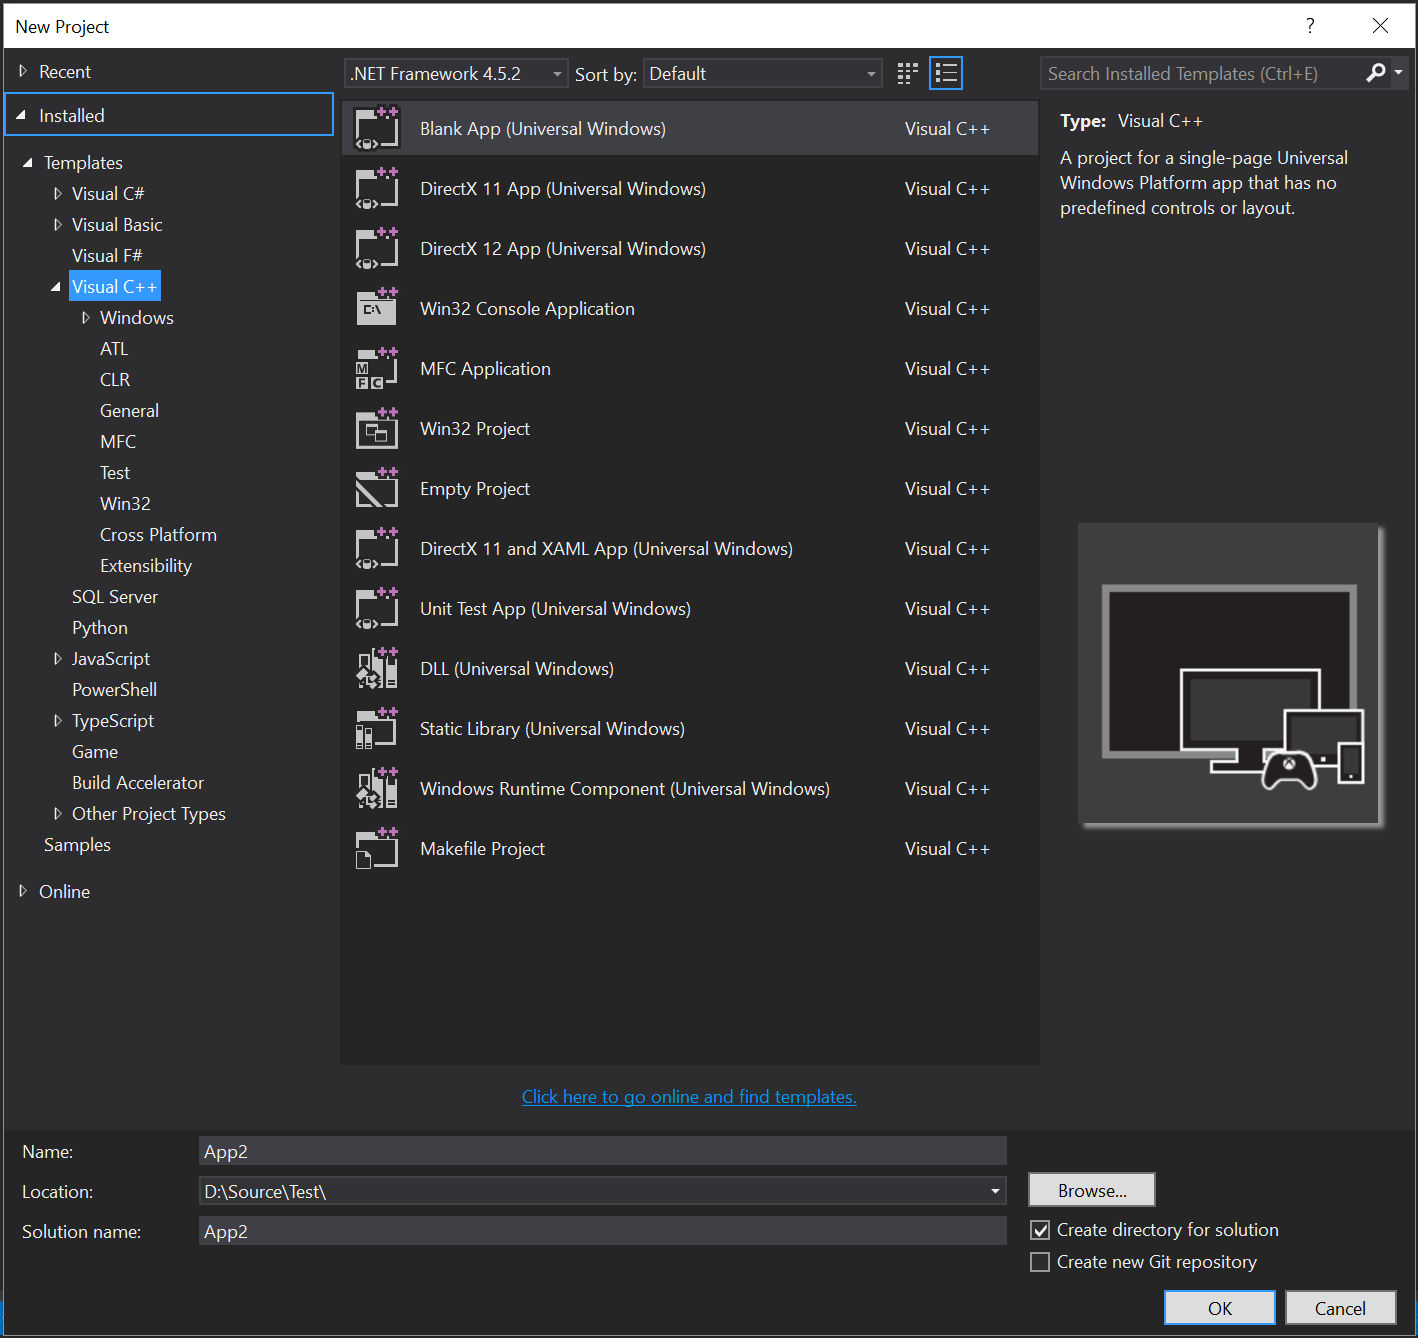 New Project
?
Recent
Installed
Templates
Visual C#
Visual Basic
Visual F#
Visual C++
Windows
ATL
CLR
General
MFC
Test
Win32
Cross Platform
Extensibility
SQL Server
Python
JavaScript
PowerShell
TypeScript
Game
Build Accelerator
Other Project Types
Samples
Online
.NET Framework 4.5.2
Sort by: Default
Search Installed Templates (Ctrl+E)
Blank App (Universal Windows) Visual C++
DirectX 11 App (Universal Windows) Visual C++
DirectX 12 App (Universal Windows) Visual C++
Win32 Console Application Visual C++
MFC Application Visual C++
Win32 Project Visual C++
Empty Project Visual C++
DirectX 11 and XAML App (Universal Windows) Visual C++
Unit Test App (Universal Windows) Visual C++
DLL (Universal Windows) Visual C++
Static Library (Universal Windows) Visual C++
Windows Runtime Component (Universal Windows) Visual C++
Makefile Project Visual C++
Type: Visual C++
A project for a single-page Universal
Windows Platform app that has no
predefined controls or layout.
Click here to go online and find templates.
Name: App2
Location: D:\Source\Test\
Browse...
Solution name: App2
Create directory for solution
Create new Git repository
OK
Cancel